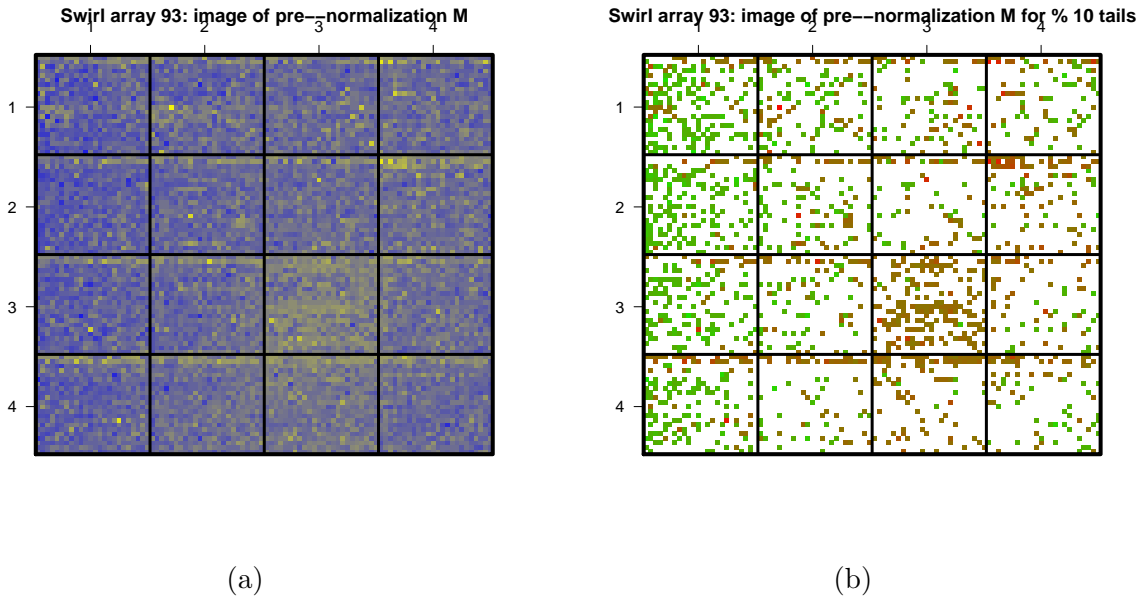 Swirl array 93: image of pre−−normalization M
1 2 3 4
1
2
3
4
(a)
Swirl array 93: image of pre−−normalization M for % 10 tails
1 2 3 4
1
2
3
4
(b)